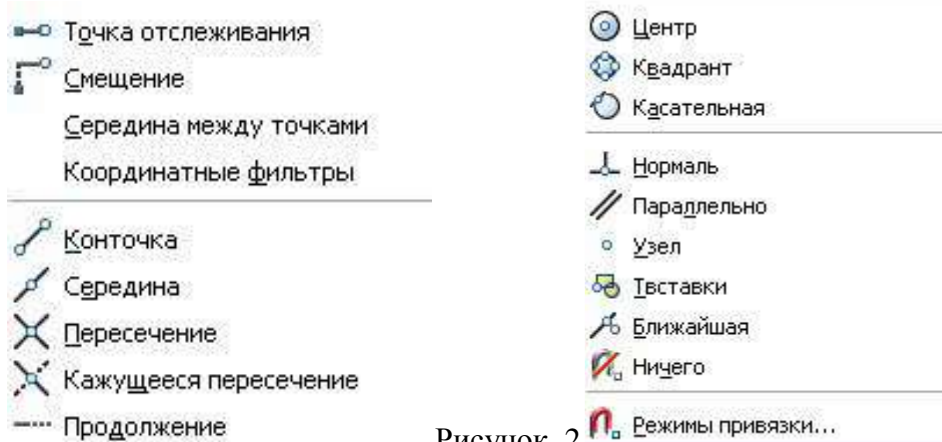 Точка отслеживания
Смещение
Середина между точками
Координатные фильтры
Конточка
Середина
Пересечение
Кажущееся пересечение
Продолжение
Рисунок 2
Центр
Квадрант
Касательная
Нормаль
Параллельно
Узел
Твставки
Ближайшая
Ничего
Режимы привязки...